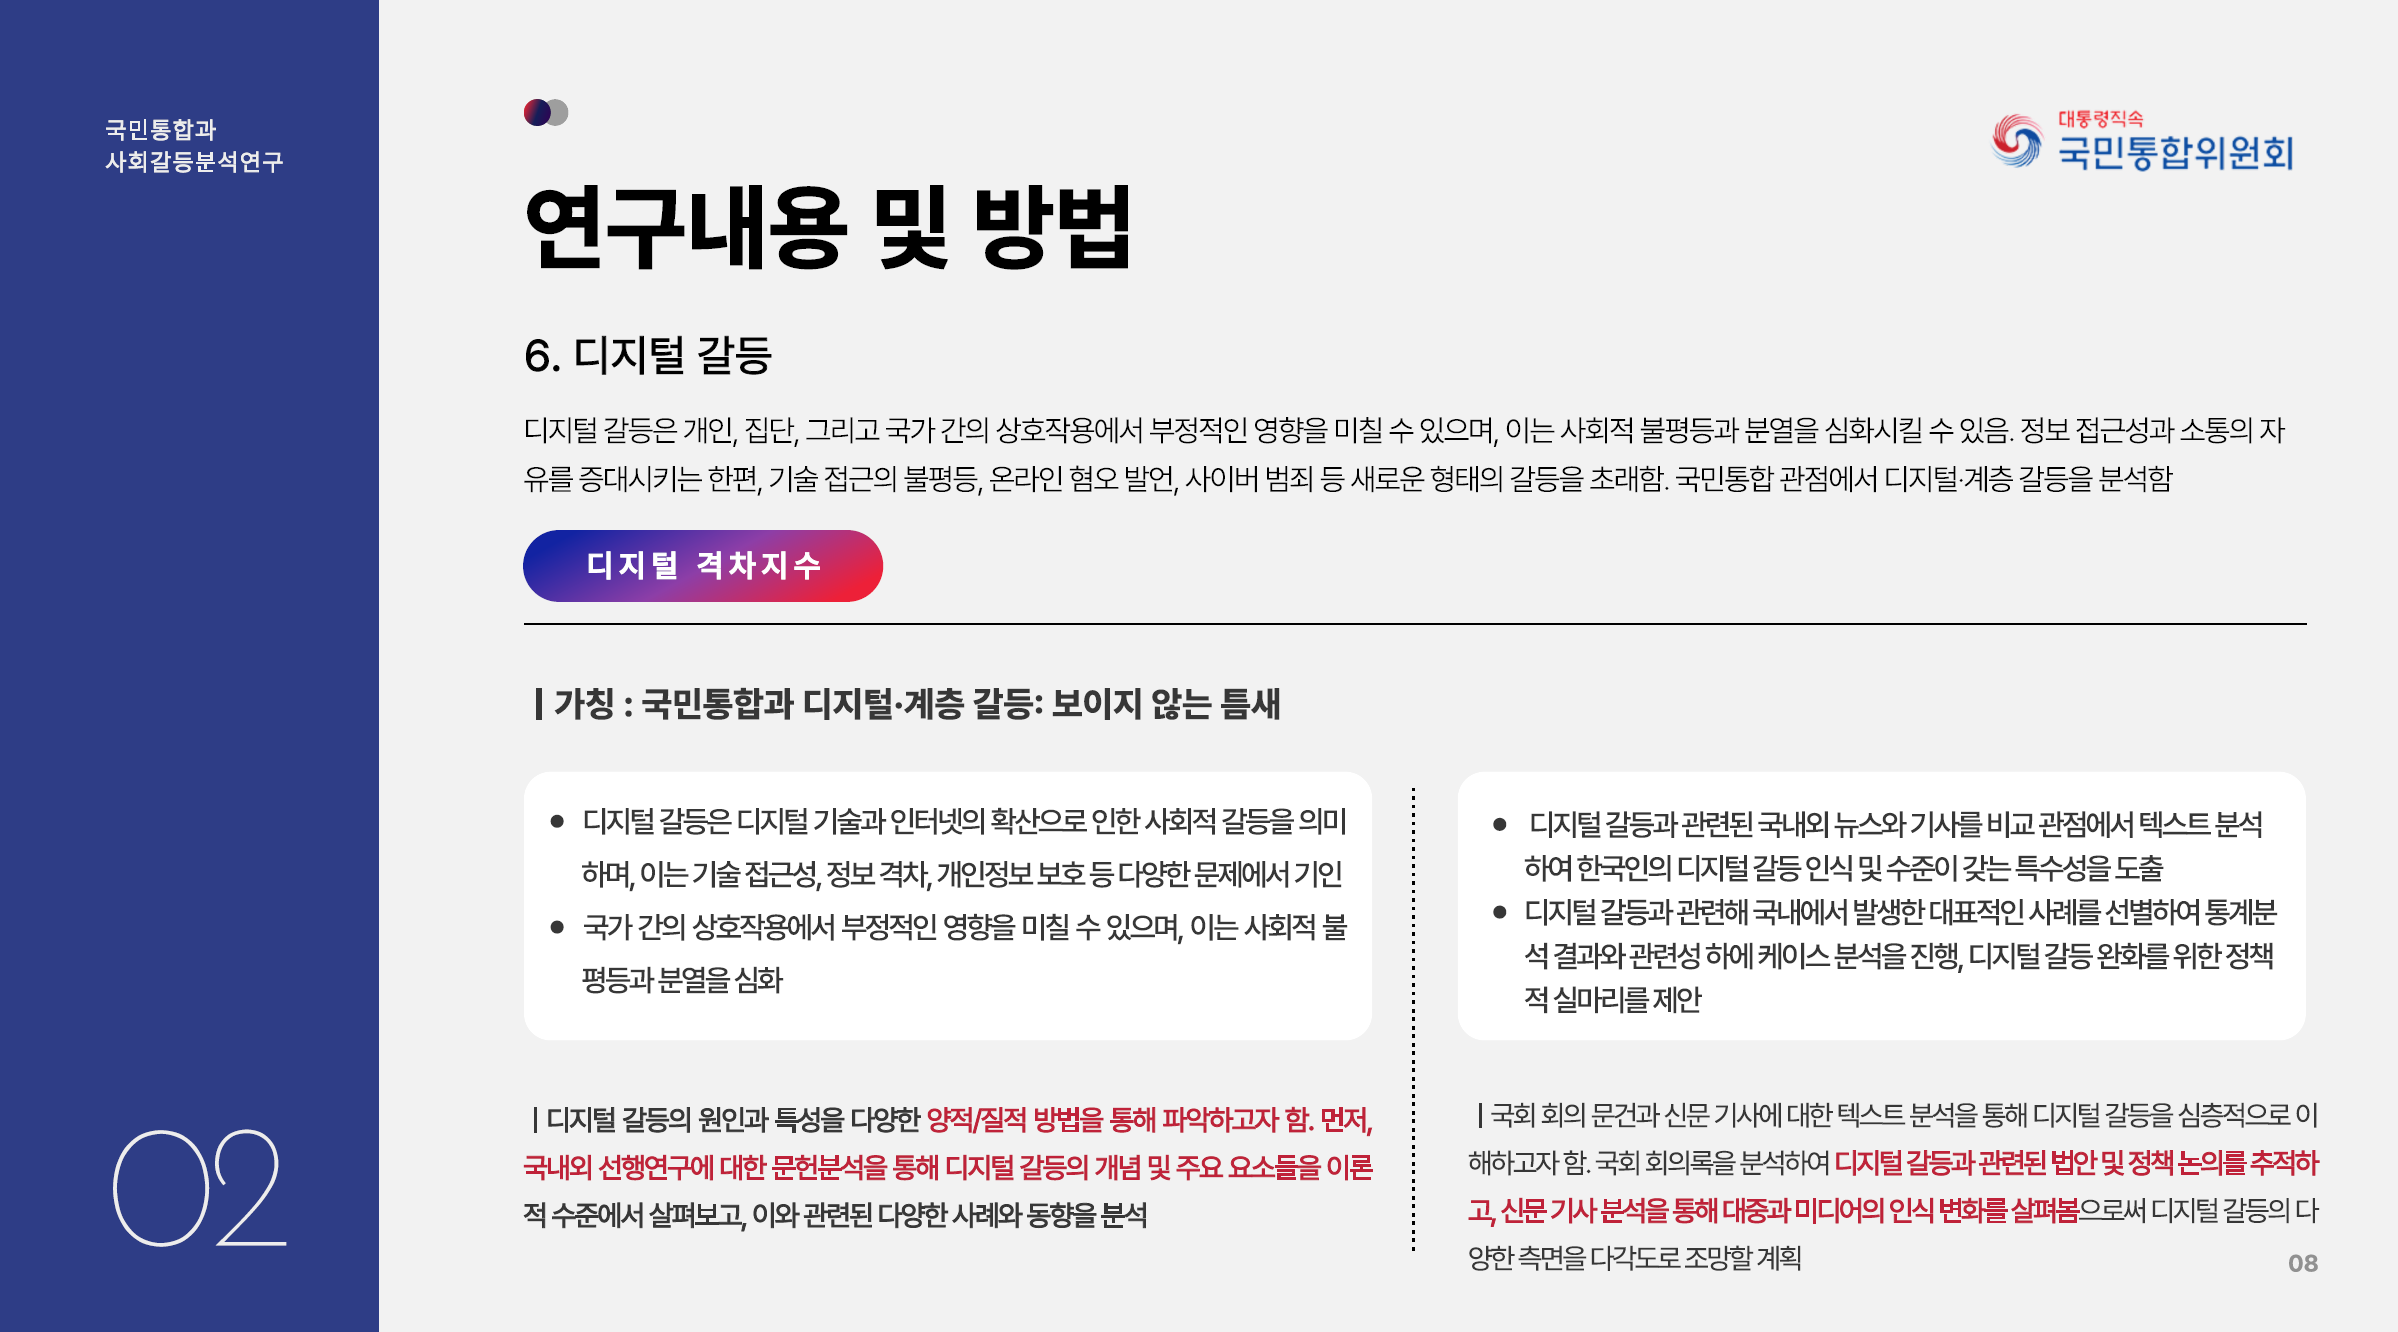 국민통합과
사회갈등분석연구
대통령직속
국민통합위원회
연구내용 및 방법
6. 디지털 갈등
디지털 갈등은 개인, 집단, 그리고 국가 간의 상호작용에서 부정적인 영향을 미칠 수 있으며, 이는 사회적 불평등과 분열을 심화시킬 수 있음. 정보 접근성과 소통의 자
유를 증대시키는 한편, 기술 접근의 불평등, 온라인 혐오 발언, 사이버 범죄 등 새로운 형태의 갈등을 초래함. 국민통합 관점에서 디지털·계층 갈등을 분석함
디지털 격차지수
| 가칭 : 국민통합과 디지털·계층 갈등: 보이지 않는 틈새
● 디지털 갈등은 디지털 기술과 인터넷의 확산으로 인한 사회적 갈등을 의미
하며, 이는 기술 접근성, 정보 격차, 개인정보 보호 등 다양한 문제에서 기인
● 국가 간의 상호작용에서 부정적인 영향을 미칠 수 있으며, 이는 사회적 불
평등과 분열을 심화
| 디지털 갈등의 원인과 특성을 다양한 양적/질적 방법을 통해 파악하고자 함. 먼저,
국내외 선행연구에 대한 문헌분석을 통해 디지털 갈등의 개념 및 주요 요소들을 이론
적 수준에서 살펴보고, 이와 관련된 다양한 사례와 동향을 분석
● 디지털 갈등과 관련된 국내외 뉴스와 기사를 비교 관점에서 텍스트 분석
하여 한국인의 디지털 갈등 인식 및 수준이 갖는 특수성을 도출
● 디지털 갈등과 관련해 국내에서 발생한 대표적인 사례를 선별하여 통계분
석 결과와 관련성 하에 케이스 분석을 진행, 디지털 갈등 완화를 위한 정책
적 실마리를 제안
| 국회 회의 문건과 신문 기사에 대한 텍스트 분석을 통해 디지털 갈등을 심층적으로 이
해하고자 함. 국회 회의록을 분석하여 디지털 갈등과 관련된 법안 및 정책 논의를 추적하
고, 신문 기사 분석을 통해 대중과 미디어의 인식 변화를 살펴봄으로써 디지털 갈등의 다
양한 측면을 다각도로 조망할 계획
02
08